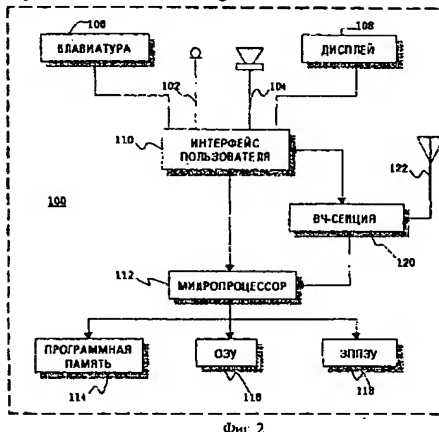 106
КЛАВИАТУРА
108
ДИСПЛЕЙ
102
104
110
ИНТЕРФЕЙС
ПОЛЬЗОВАТЕЛЯ
122
100
ВЧ-СЕКЦИЯ
120
112
МИКРОПРОЦЕССОР
ПРОГРАММНАЯ
ПАМЯТЬ
114
ОЗУ
116
ЭППЗУ
118
Фиг. 2